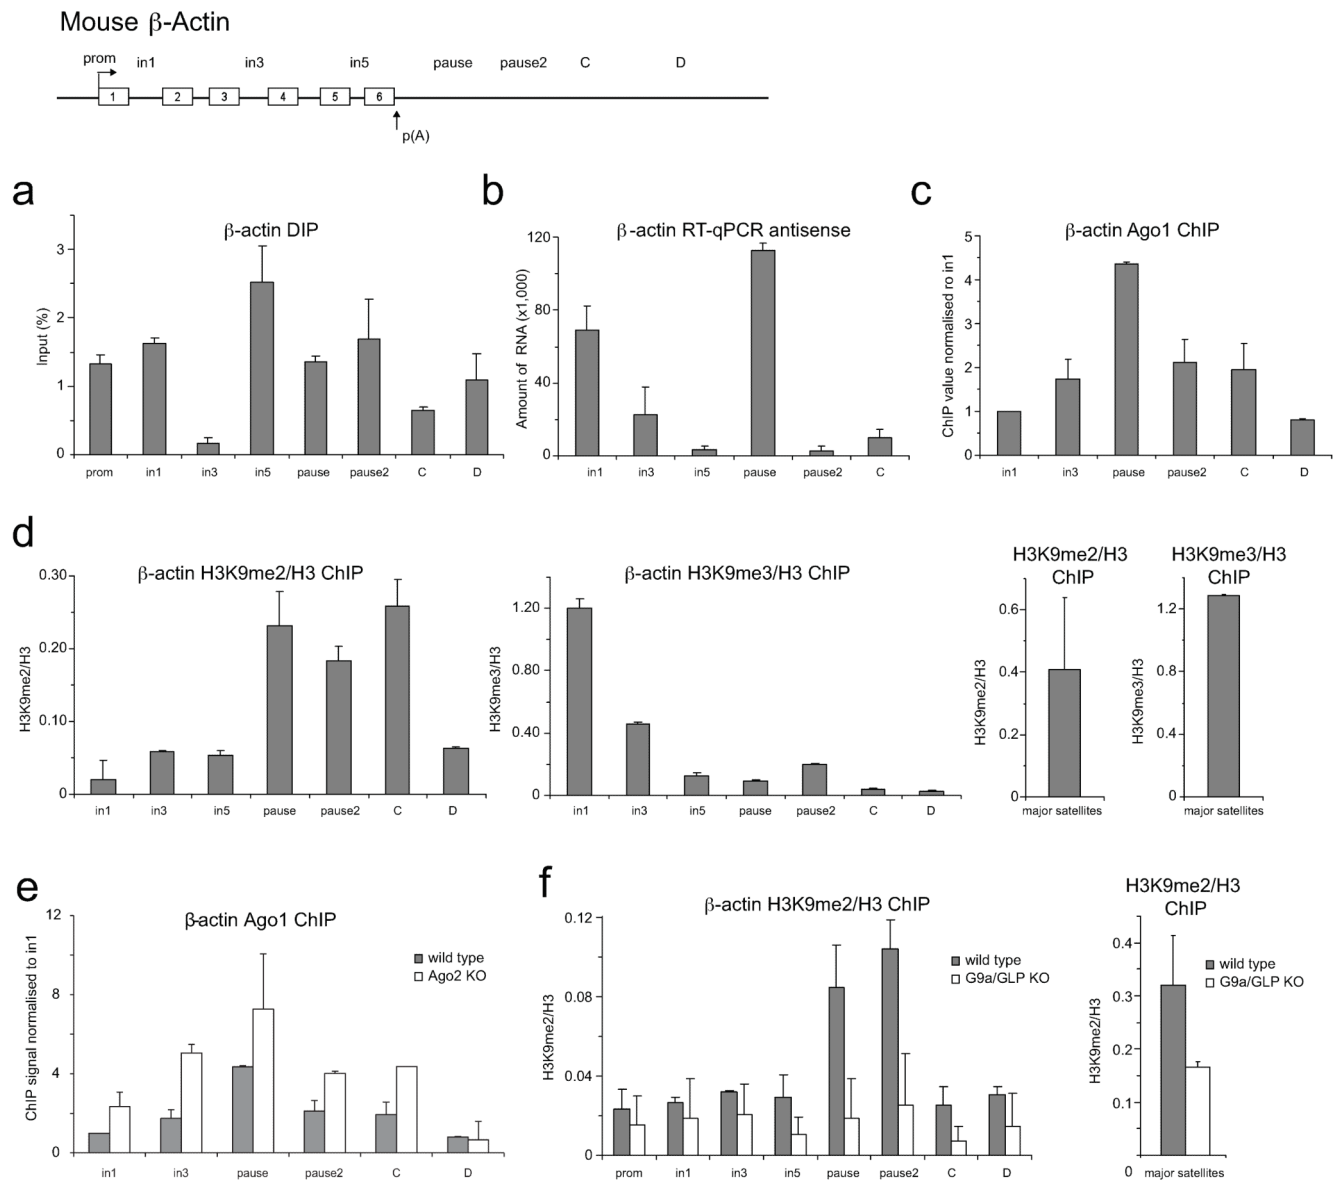 Mouse β-Actin
prom in1 in3 in5 pause pause2 C D
1 2 3 4 5 6
p(A)
a
β-actin DIP
Input (%)
3
2
1
0
prom in1 in3 in5 pause pause2 C D
b
β-actin RT-qPCR antisense
Amount of RNA (x1,000)
120
80
40
0
in1 in3 in5 pause pause2 C
c
β-actin Ago1 ChIP
ChIP value normalised ro in1
5
4
3
2
1
0
in1 in3 pause pause2 C D
d
β-actin H3K9me2/H3 ChIP
H3K9me2/H3
0.30
0.20
0.10
0
in1 in3 in5 pause pause2 C D
β-actin H3K9me3/H3 ChIP
H3K9me3/H3
1.20
0.80
0.40
0
in1 in3 in5 pause pause2 C D
H3K9me2/H3
ChIP
H3K9me2/H3
0.6
0.4
0.2
0
major satellites
H3K9me3/H3
ChIP
H3K9me3/H3
1.2
0.8
0.4
0
major satellites
e
β-actin Ago1 ChIP
ChIP signal normalised to in1
12
8
4
0
wild type
Ago2 KO
in1 in3 pause pause2 C D
f
β-actin H3K9me2/H3 ChIP
H3K9me2/H3
0.12
0.08
0.04
0
wild type
G9a/GLP KO
prom in1 in3 in5 pause pause2 C D
H3K9me2/H3
ChIP
H3K9me2/H3
0.4
0.3
0.2
0.1
0
wild type
G9a/GLP KO
major satellites